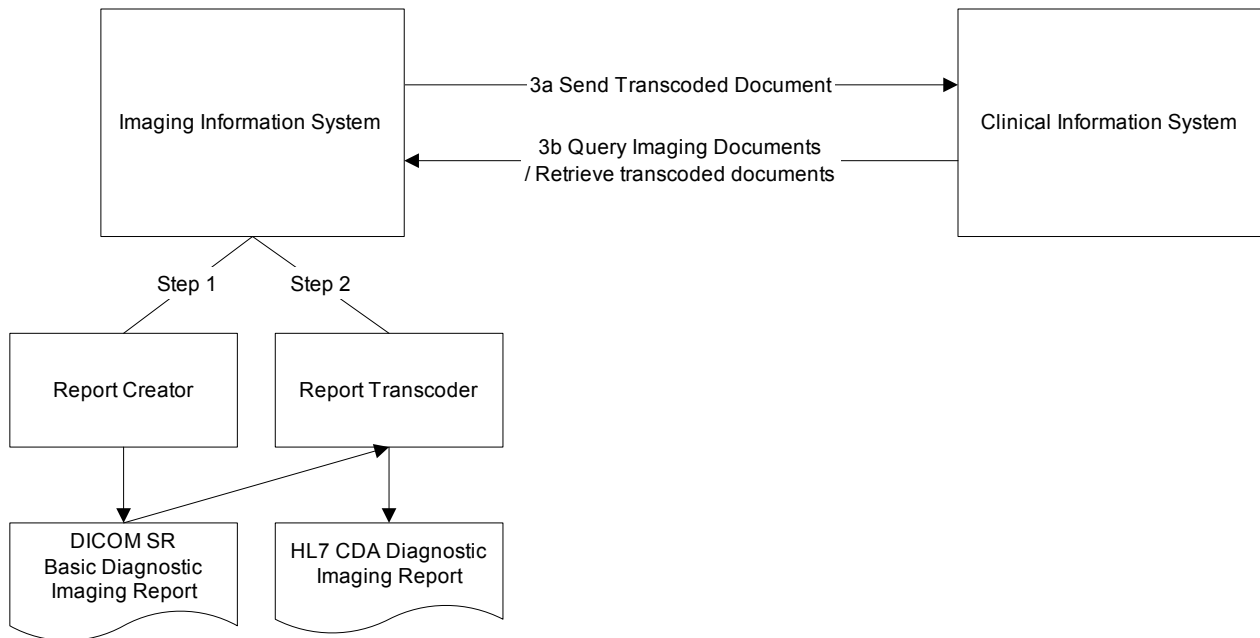 Imaging Information System
3a Send Transcoded Document
Clinical Information System
3b Query Imaging Documents
/ Retrieve transcoded documents
Step 1
Step 2
Report Creator
Report Transcoder
DICOM SR
Basic Diagnostic
Imaging Report
HL7 CDA Diagnostic
Imaging Report